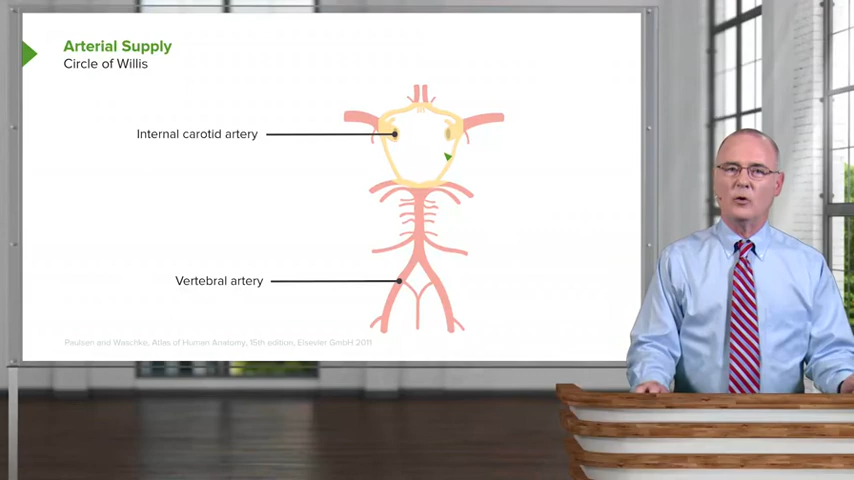 Arterial Supply
Circle of Willis
Internal carotid artery
Vertebral artery
Paulsen and Waschke, Atlas of Human Anatomy, 15th edition, Elsevier GmbH 2011